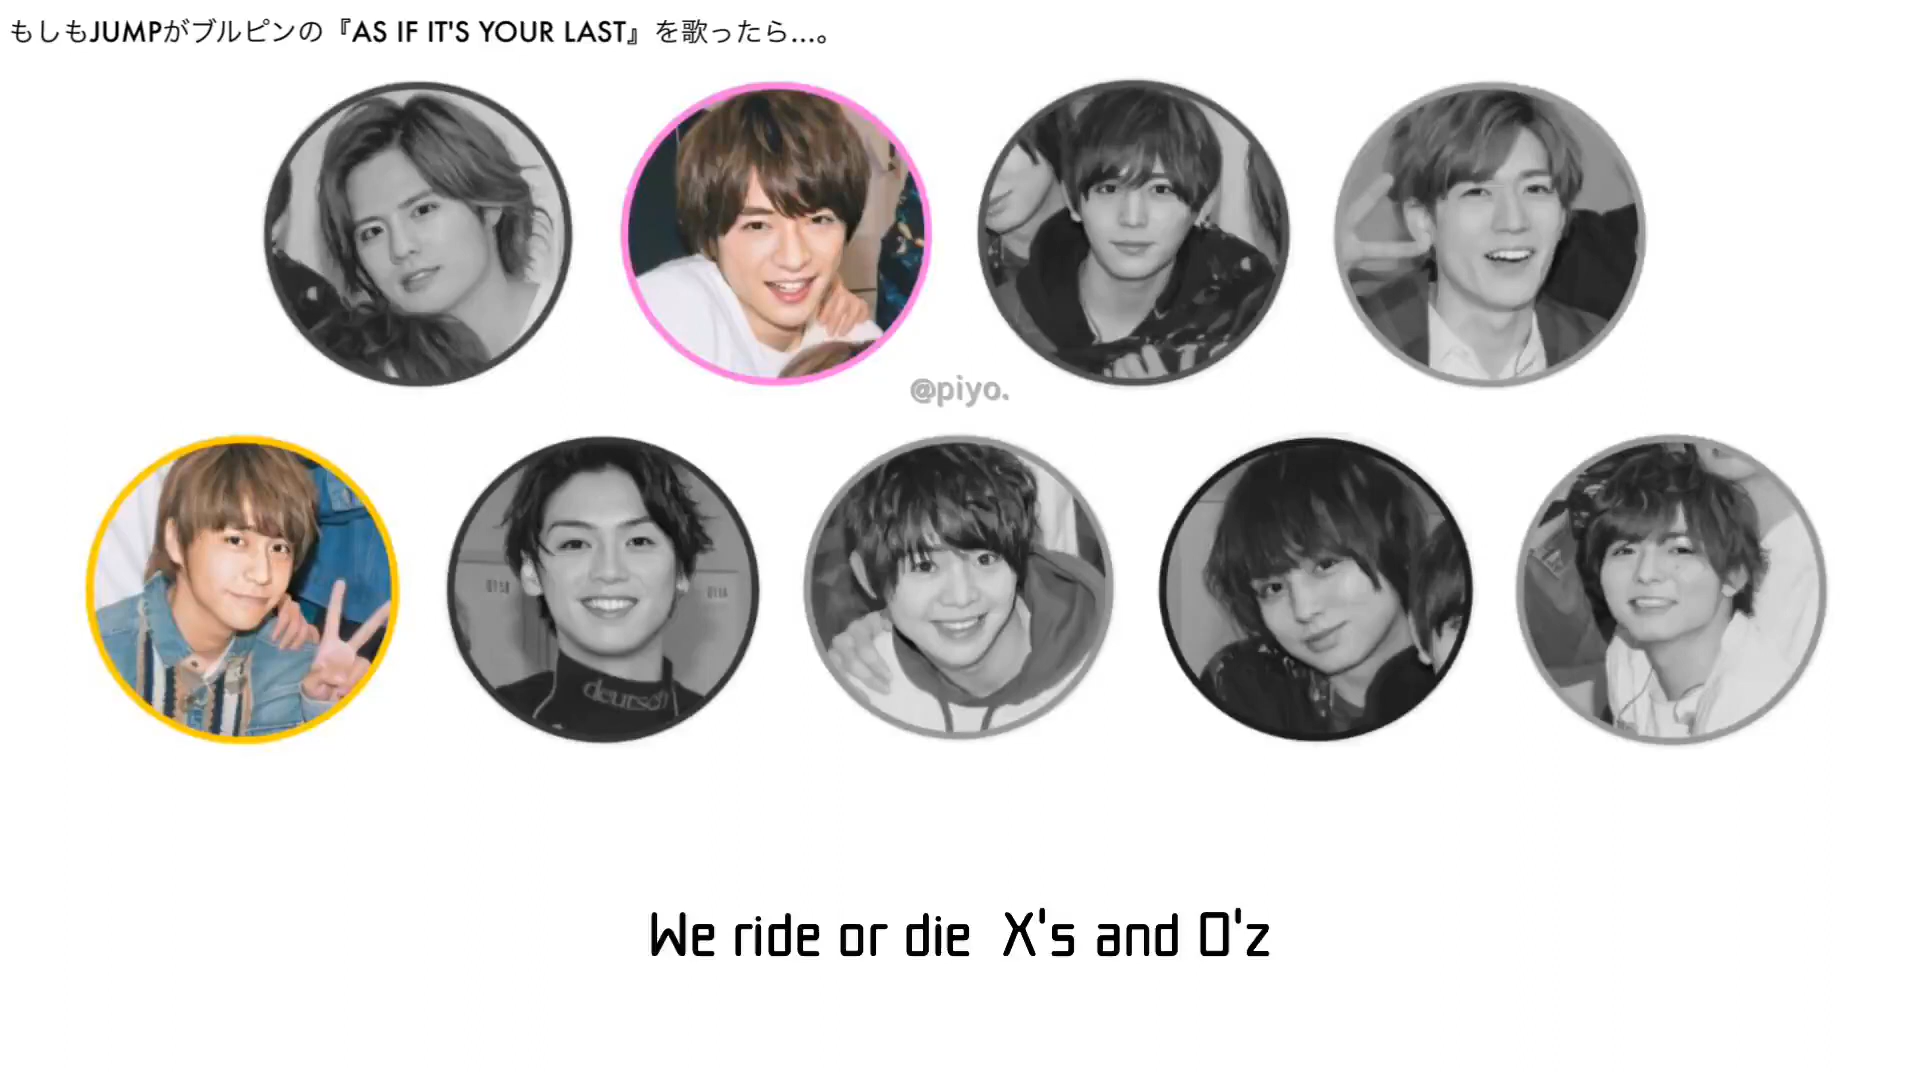 もしもJUMPがブルピンの『AS IF IT'S YOUR LAST』を歌ったら...。
@piyo.
deutsch
We ride or die X's and O'z